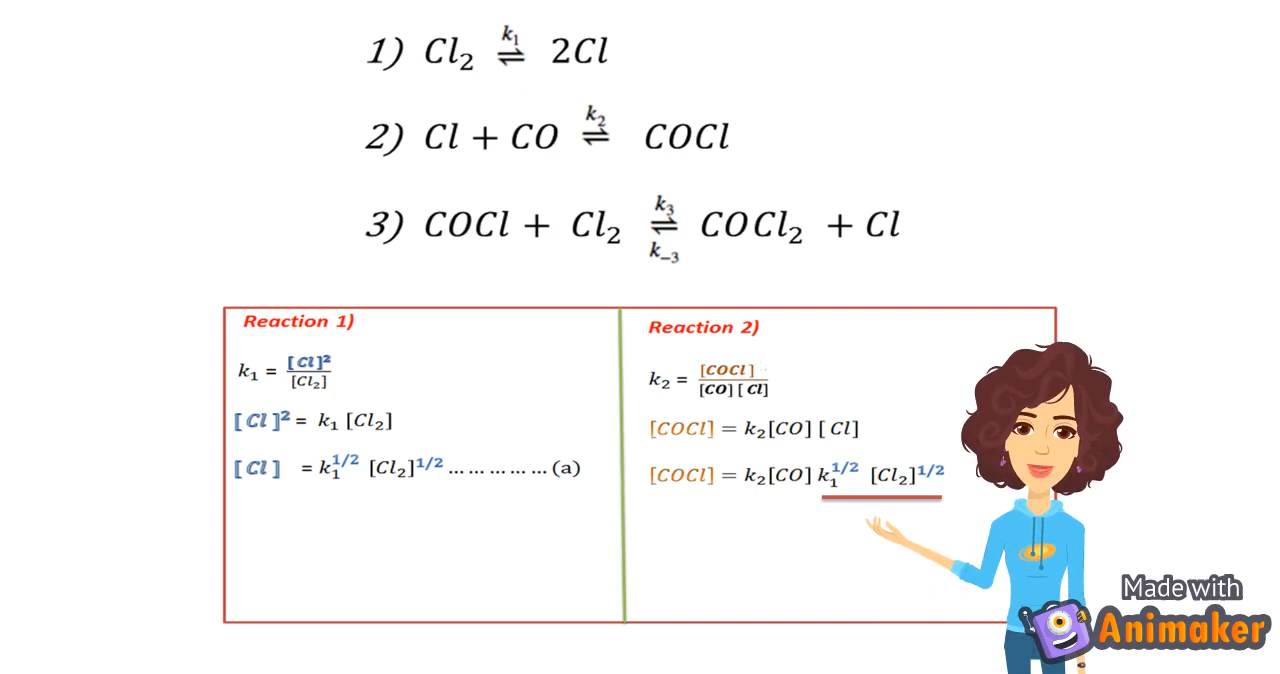 1) Cl₂ ⇌ 2Cl k₁
2) Cl + CO ⇌ COCl k₂
3) COCl + Cl₂ ⇌ COCl₂ + Cl k₃ k₋₃
Reaction 1)
k₁ = [Cl]² / [Cl₂]
[Cl]² = k₁ [Cl₂]
[Cl] = k₁^1/2 [Cl₂]^1/2 ... ... ... ... ... (a)
Reaction 2)
k₂ = [COCl] / [CO] [Cl]
[COCl] = k₂[CO] [Cl]
[COCl] = k₂[CO] k₁^1/2 [Cl₂]^1/2
Made with
Animaker